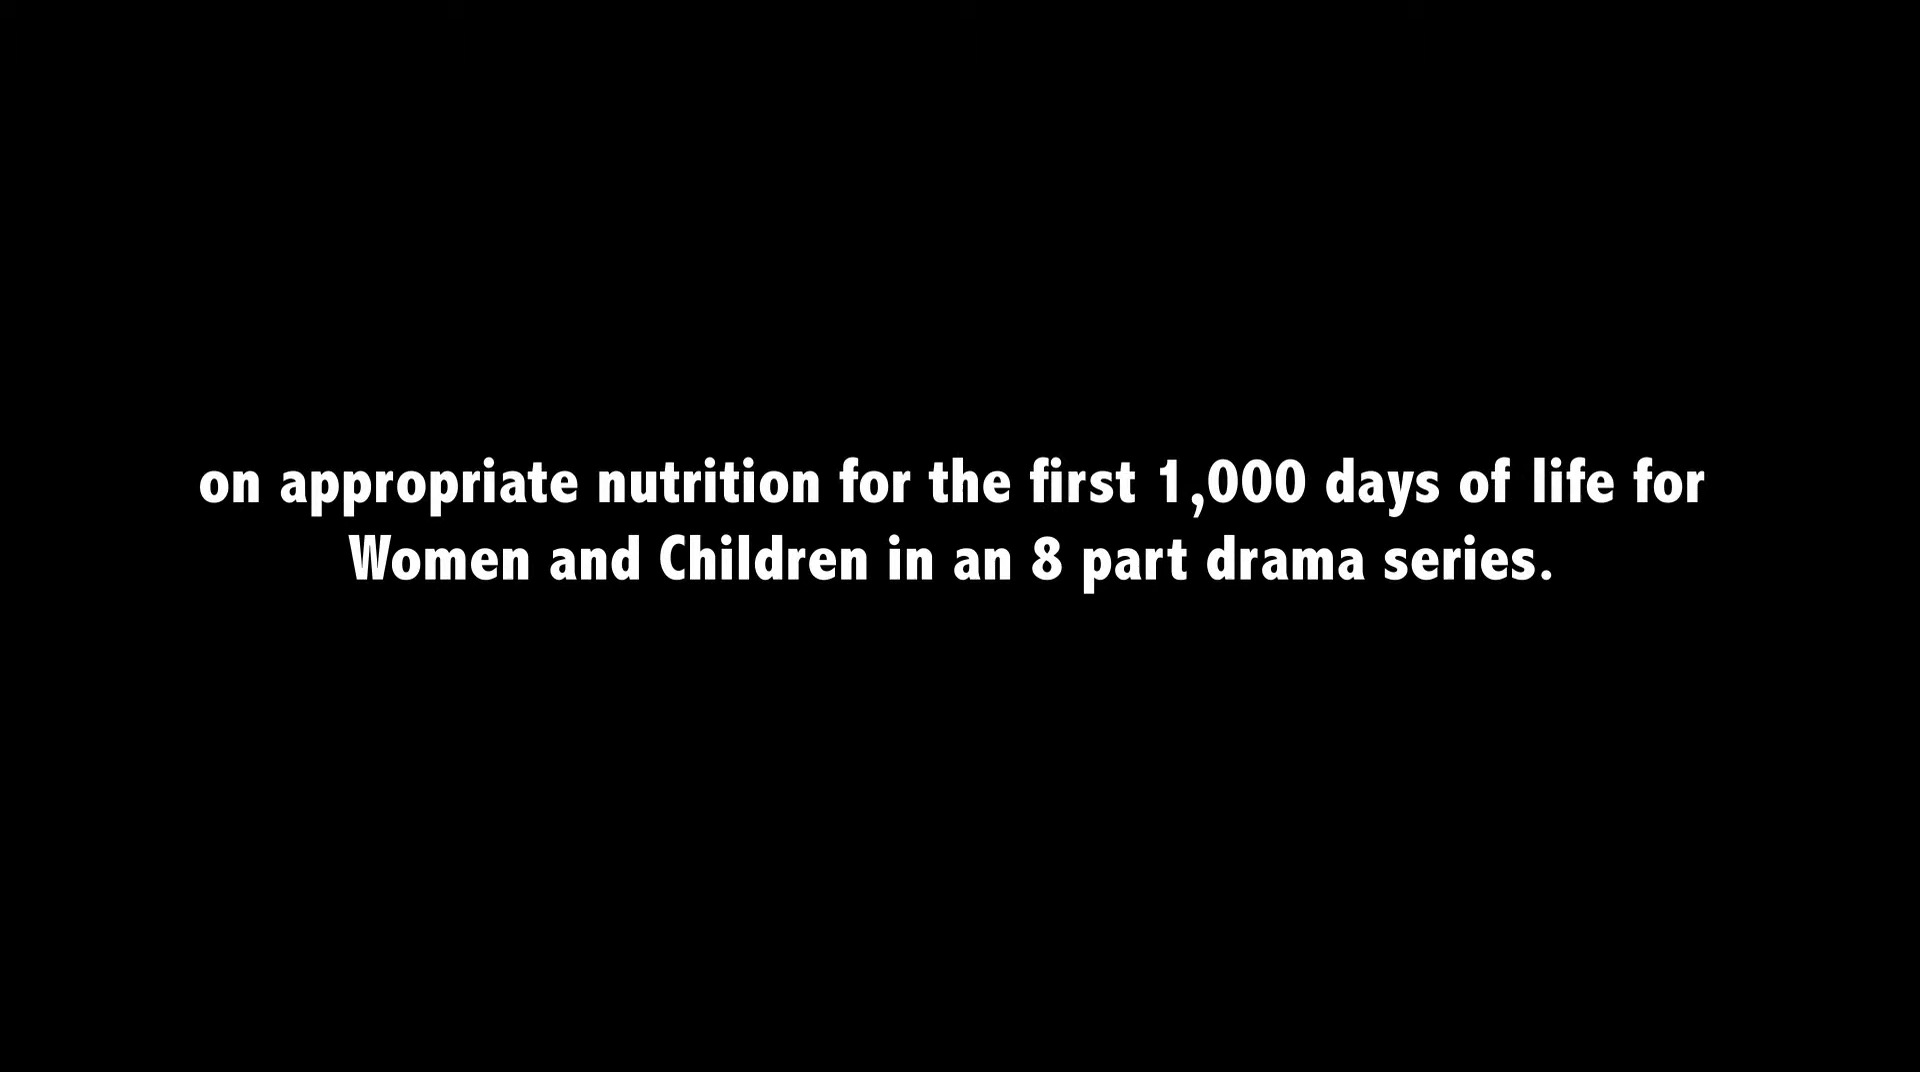 on appropriate nutrition for the first 1,000 days of life for
Women and Children in an 8 part drama series.